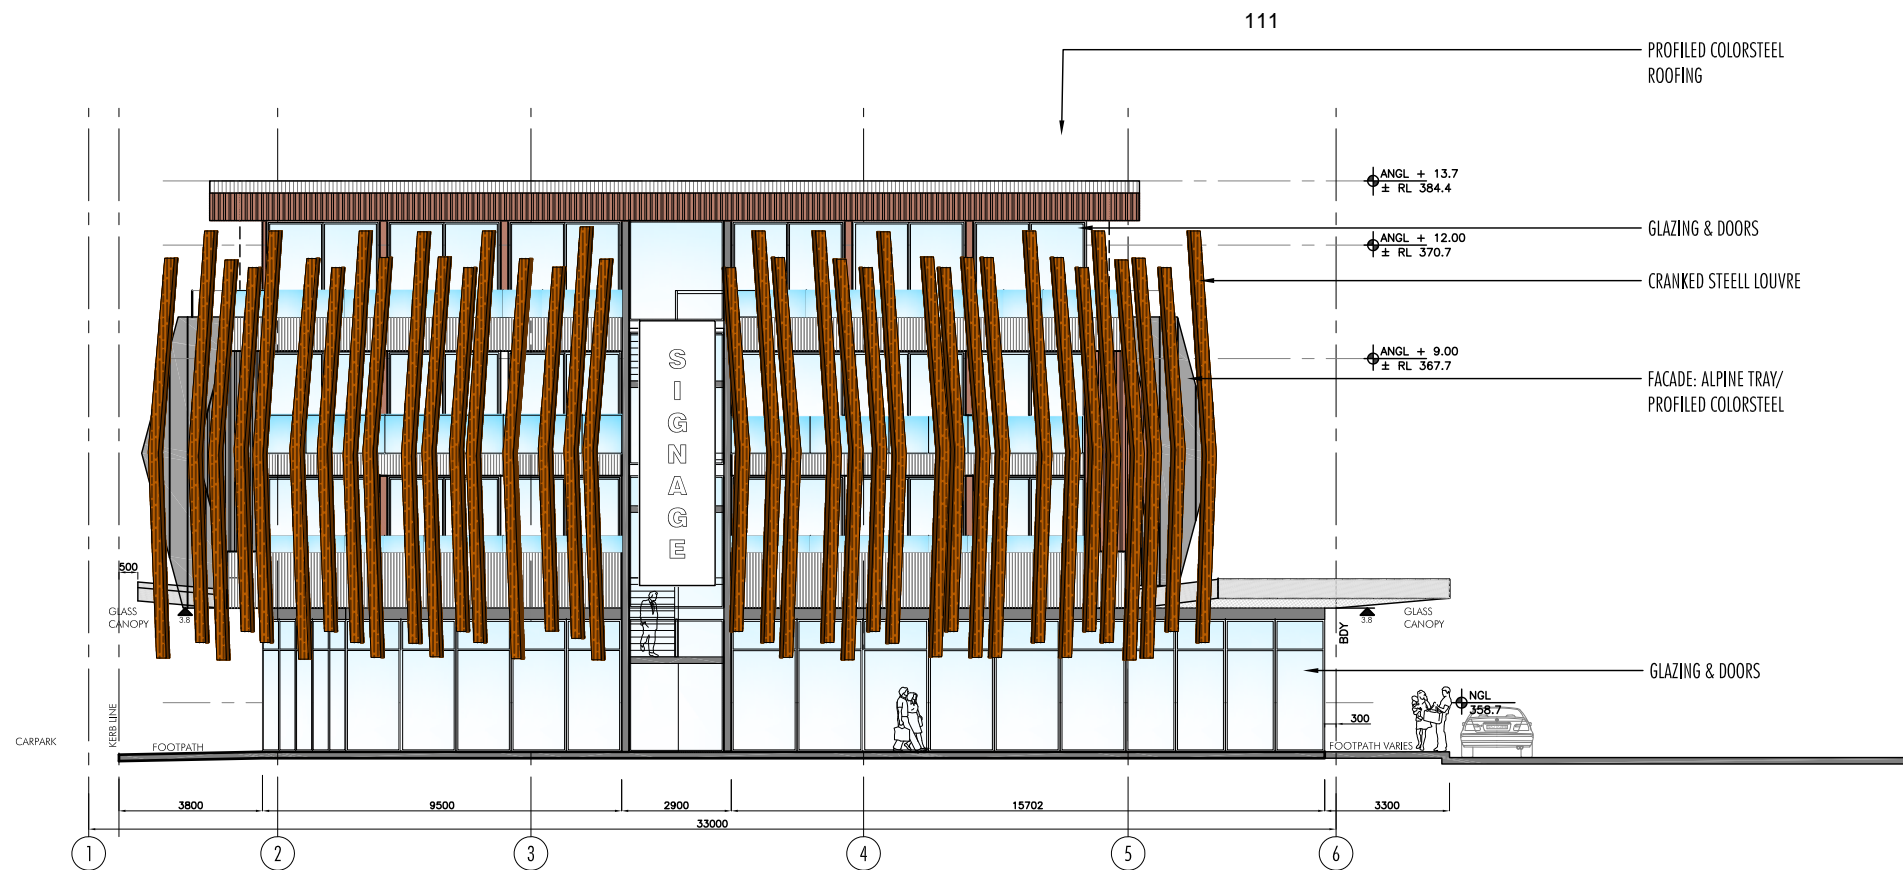 111
PROFILED COLORSTEEL
ROOFING
ANGL + 13.7
± RL 384.4
GLAZING & DOORS
ANGL + 12.00
± RL 370.7
CRANKED STEELL LOUVRE
ANGL + 9.00
± RL 367.7
FACADE: ALPINE TRAY/
PROFILED COLORSTEEL
SIGNAGE
500
GLASS
CANOPY
3.8
3.8
GLASS
CANOPY
BDY
GLAZING & DOORS
NGL
358.7
300
KERB LINE
CARPARK
FOOTPATH
FOOTPATH VARIES
3800
9500
2900
15702
3300
33000
1
2
3
4
5
6